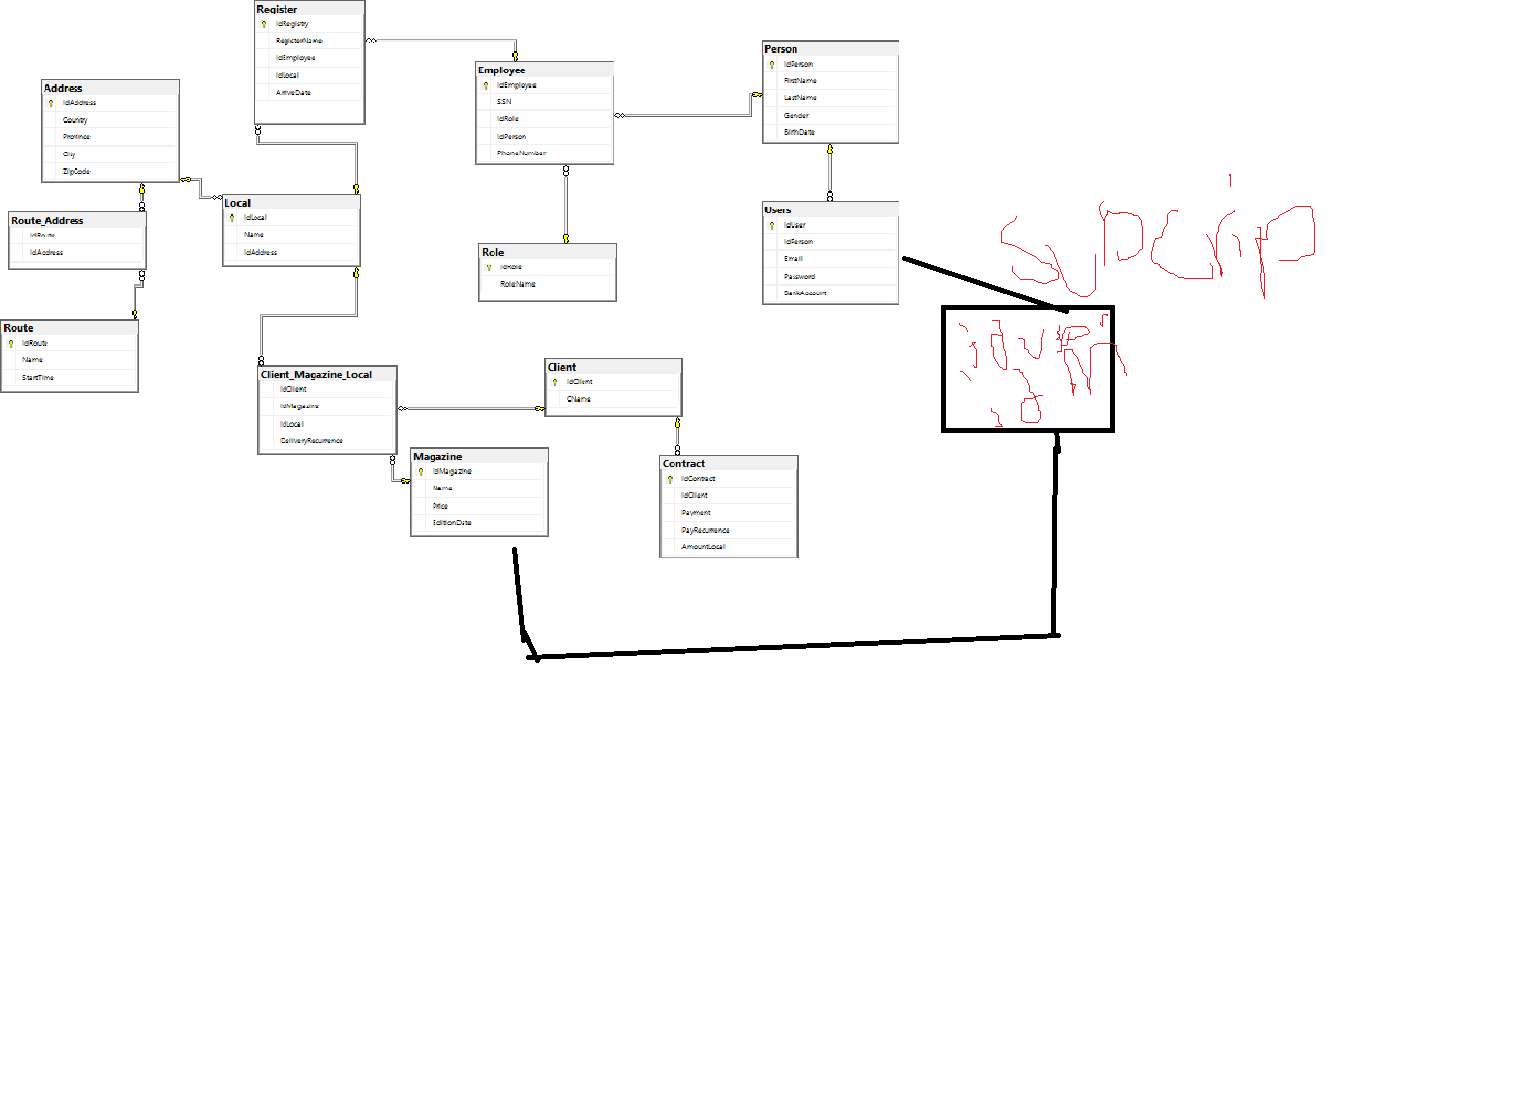 Register
IdRegistry
RegisterName
IdEmployee
IdLocal
ArriveDate
Employee
IdEmployee
SSN
IdRole
IdPerson
PhoneNumber
Person
IdPerson
FirstName
LastName
Gender
BirthDate
Address
IdAddress
Country
Province
City
ZipCode
Route_Address
IdRoute
IdAddress
Local
IdLocal
Name
IdAddress
Role
IdRole
RoleName
Users
IdUser
IdPerson
Email
Password
BankAccount
Route
IdRoute
Name
StartTime
Client_Magazine_Local
IdClient
IdMagazine
IdLocal
DeliveryRecurrence
Client
IdClient
CName
Magazine
IdMagazine
Name
Price
EditionDate
Contract
IdContract
IdClient
Payment
PayRecurrence
AmountLocal